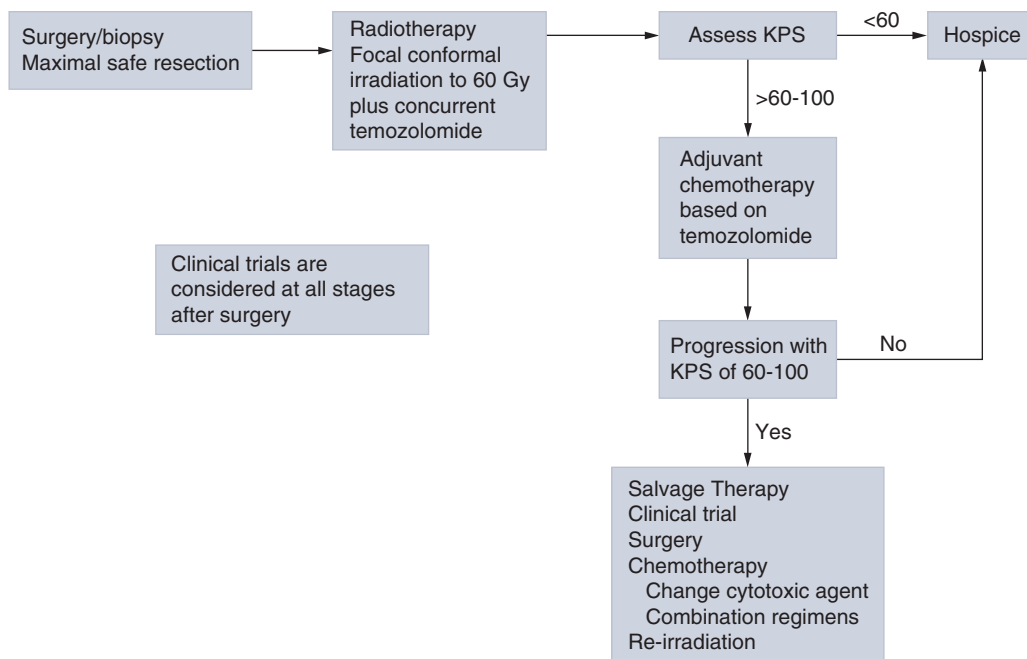 Surgery/biopsy
Maximal safe resection
Radiotherapy
Focal conformal
irradiation to 60 Gy
plus concurrent
temozolomide
Assess KPS
<60
Hospice
>60-100
Adjuvant
chemotherapy
based on
temozolomide
Clinical trials are
considered at all stages
after surgery
Progression with
KPS of 60-100
No
Yes
Salvage Therapy
Clinical trial
Surgery
Chemotherapy
Change cytotoxic agent
Combination regimens
Re-irradiation